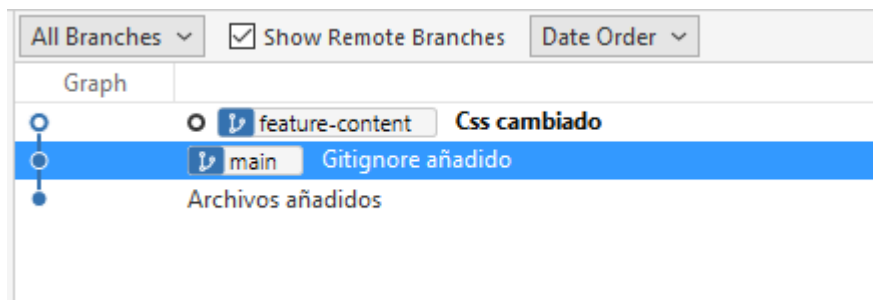 All Branches Show Remote Branches Date Order
Graph
feature-content Css cambiado
main Gitignore añadido
Archivos añadidos